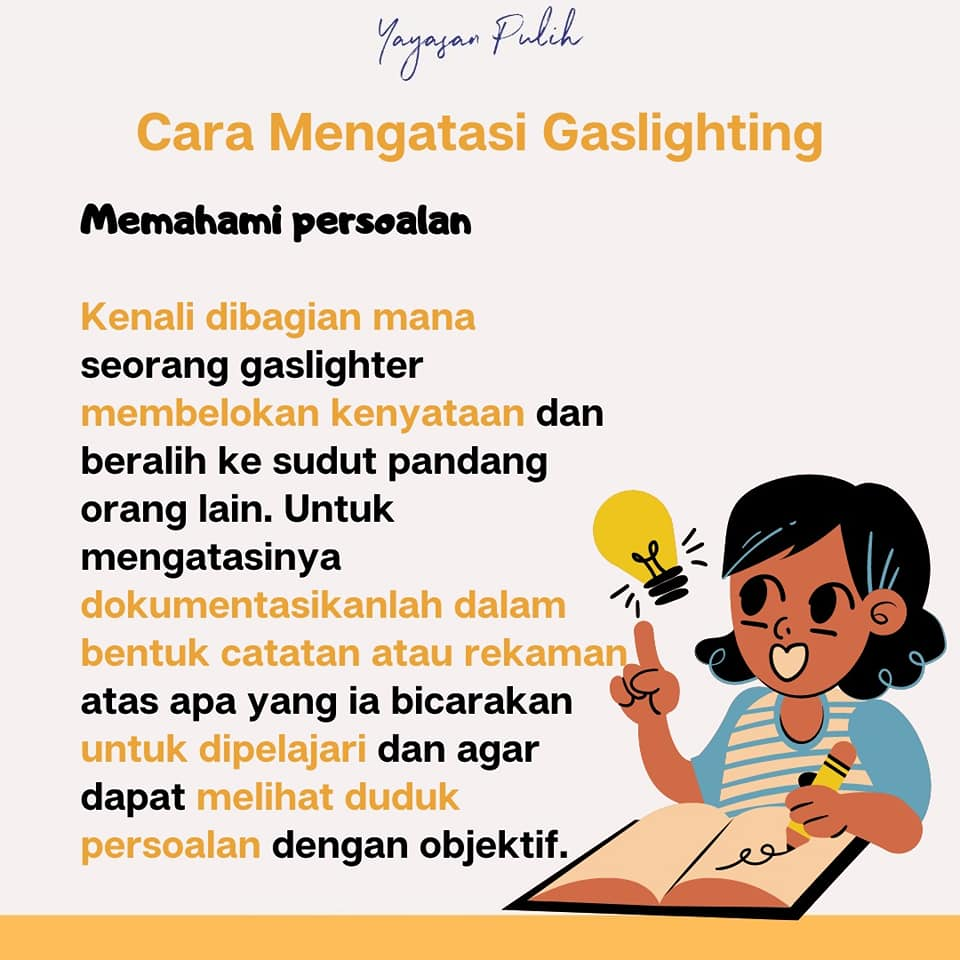 Yayasan Pulih
Cara Mengatasi Gaslighting
Memahami persoalan
Kenali dibagian mana
seorang gaslighter
membelokan kenyataan dan
beralih ke sudut pandang
orang lain. Untuk
mengatasinya
dokumentasikanlah dalam
bentuk catatan atau rekaman
atas apa yang ia bicarakan
untuk dipelajari dan agar
dapat melihat duduk
persoalan dengan objektif.